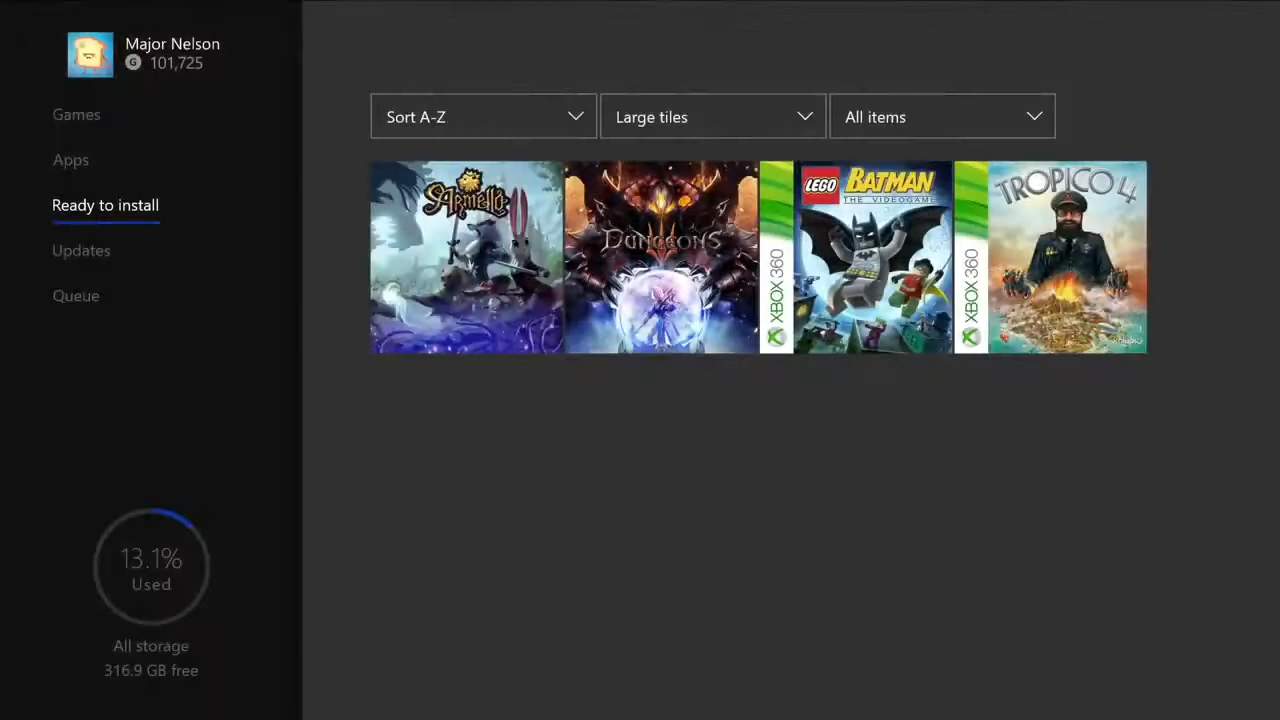 Major Nelson
G 101,725
Games
Apps
Ready to install
Updates
Queue
13.1%
Used
All storage
316.9 GB free
Sort A-Z
Large tiles
All items
Armello
DUNGEONS
XBOX 360
LEGO BATMAN
THE VIDEOGAME
XBOX 360
TROPICO 4